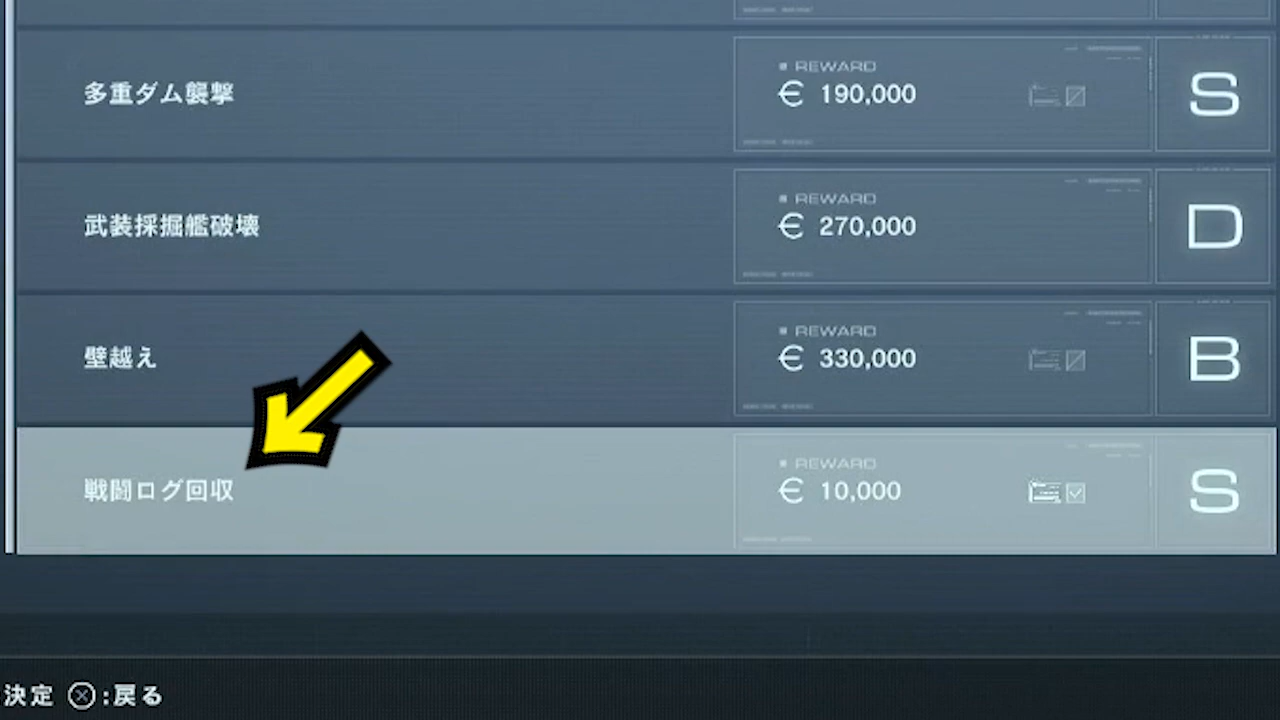 多重ダム襲撃
REWARD
190,000
S
武装採掘艦破壊
REWARD
270,000
D
壁越え
REWARD
330,000
B
戦闘ログ回収
REWARD
10,000
S
決定 ⓧ:戻る